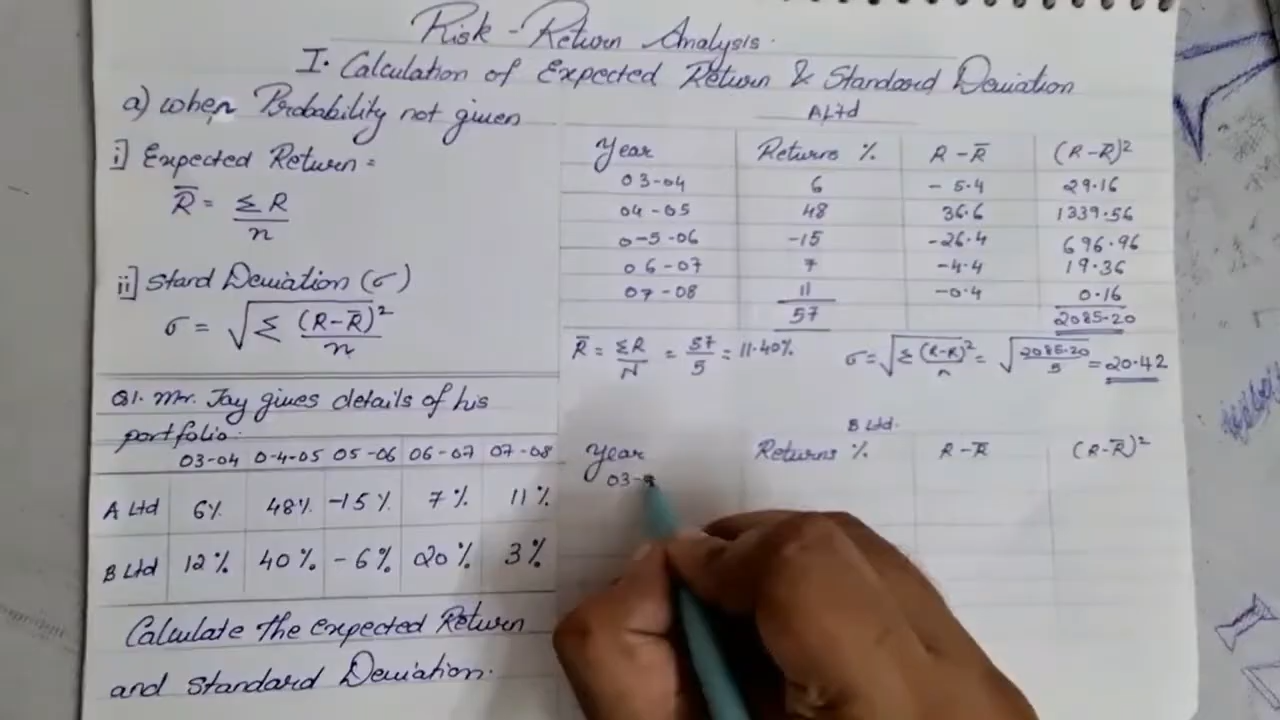 Risk - Return Analysis.
I. Calculation of Expected Return & Standard Deviation
a) when Probability not given
i] Expected Return =
R̅ = ΣR / n
ii] Stard Deviation (σ)
σ = √Σ (R-R̅)² / n
Q1. Mr. Jay gives details of his
portfolio.
03-04 0-4-05 05-06 06-07 07-08
A Ltd 6% 48% -15% 7% 11%
B Ltd 12% 40% -6% 20% 3%
Calculate the expected Return
and Standard Deviation.
A Ltd
Year Returns % R-R̅ (R-R̅)²
03-04 6 -5.4 29.16
04-05 48 36.6 1339.56
0-5-06 -15 -26.4 696.96
06-07 7 -4.4 19.36
07-08 11 -0.4 0.16
57 2085.20
R̅ = ΣR / N = 57 / 5 = 11.40% σ = √Σ (R-R̅)² / n = √2085.20 / 5 = 20.42
B Ltd.
Year Returns % R-R̅ (R-R̅)²
03-